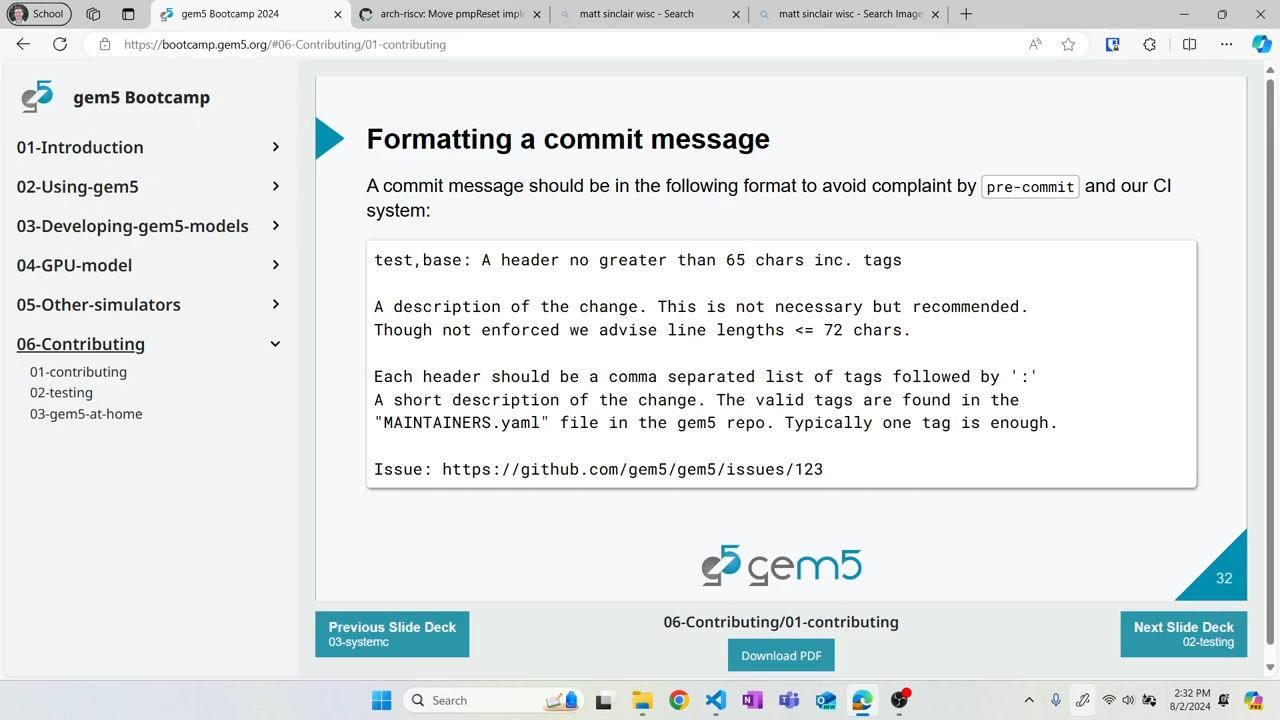 School
gem5 Bootcamp 2024
arch-riscv: Move pmpReset imple
matt sinclair wisc - Search
matt sinclair wisc - Search Image
https://bootcamp.gem5.org/#06-Contributing/01-contributing
gem5 Bootcamp
01-Introduction
02-Using-gem5
03-Developing-gem5-models
04-GPU-model
05-Other-simulators
06-Contributing
01-contributing
02-testing
03-gem5-at-home
Formatting a commit message
A commit message should be in the following format to avoid complaint by pre-commit and our CI
system:
test,base: A header no greater than 65 chars inc. tags
A description of the change. This is not necessary but recommended.
Though not enforced we advise line lengths <= 72 chars.
Each header should be a comma separated list of tags followed by ':'
A short description of the change. The valid tags are found in the
"MAINTAINERS.yaml" file in the gem5 repo. Typically one tag is enough.
Issue: https://github.com/gem5/gem5/issues/123
gem5
32
Previous Slide Deck
03-systemc
06-Contributing/01-contributing
Download PDF
Next Slide Deck
02-testing
Search
2:32 PM
8/2/2024